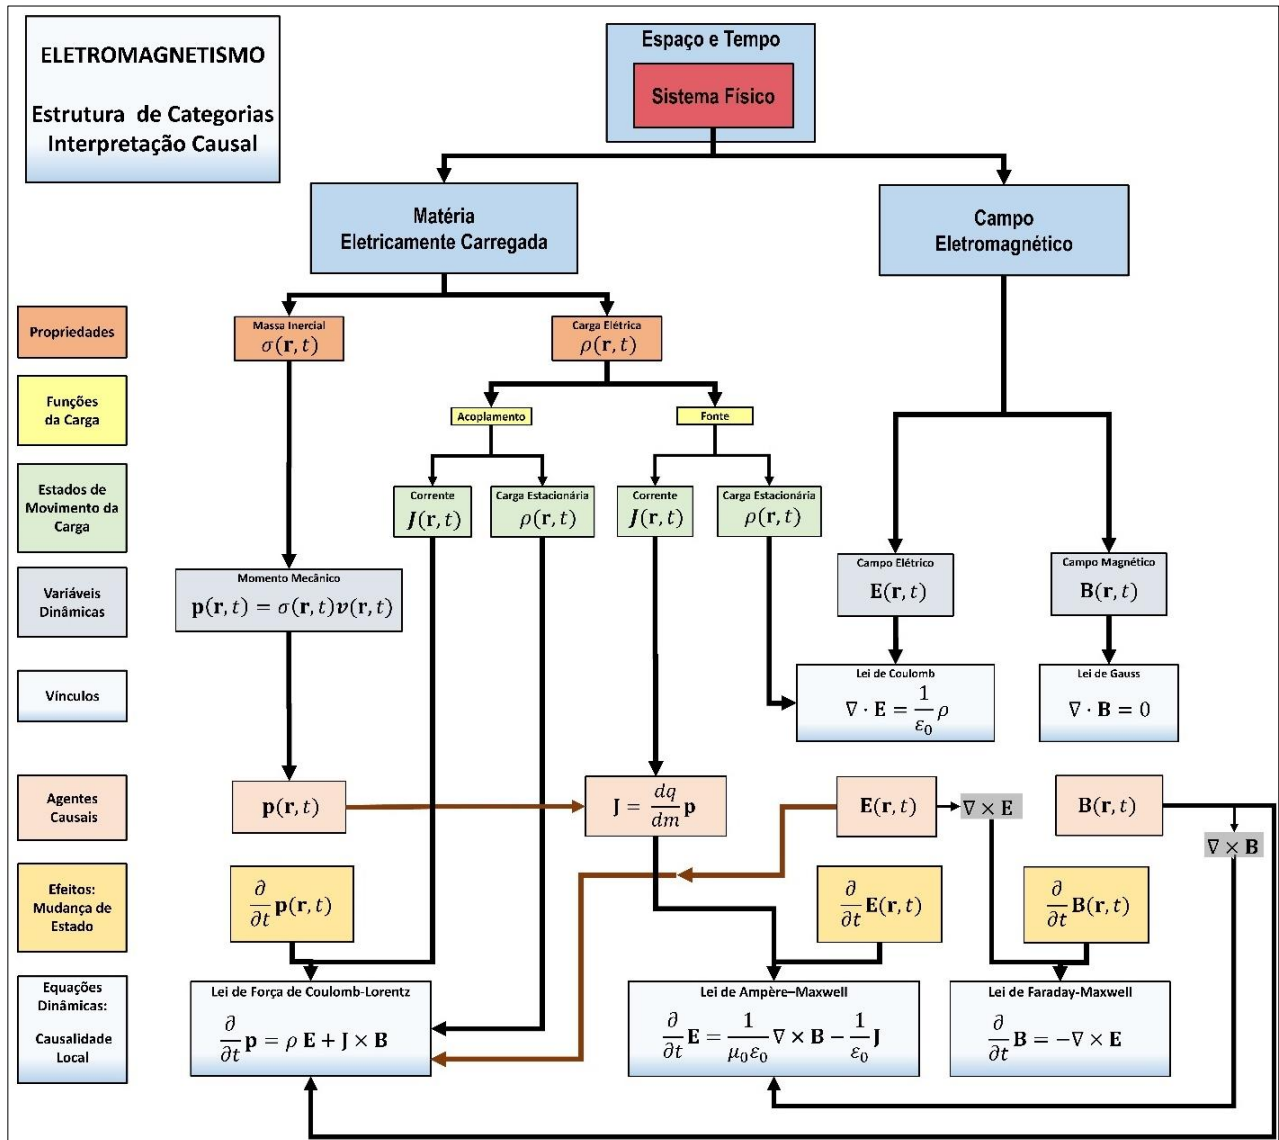 ELETROMAGNETISMO
Estrutura de Categorias
Interpretação Causal
Espaço e Tempo
Sistema Físico
Matéria
Eletricamente Carregada
Campo
Eletromagnético
Propriedades
Massa Inercial
σ(r, t)
Carga Elétrica
ρ(r, t)
Funções
da Carga
Acoplamento
Fonte
Estados de
Movimento da
Carga
Corrente
J(r, t)
Carga Estacionária
ρ(r, t)
Corrente
J(r, t)
Carga Estacionária
ρ(r, t)
Variáveis
Dinâmicas
Momento Mecânico
p(r, t) = σ(r, t)v(r, t)
Campo Elétrico
E(r, t)
Campo Magnético
B(r, t)
Vínculos
Lei de Coulomb
∇ · E = 1/ε₀ ρ
Lei de Gauss
∇ · B = 0
Agentes
Causais
p(r, t)
J = dq/dm p
E(r, t)
∇ × E
B(r, t)
∇ × B
Efeitos:
Mudança de
Estado
∂/∂t p(r, t)
∂/∂t E(r, t)
∂/∂t B(r, t)
Equações
Dinâmicas:
Causalidade
Local
Lei de Força de Coulomb-Lorentz
∂/∂t p = ρ E + J × B
Lei de Ampère–Maxwell
∂/∂t E = 1/μ₀ε₀ ∇ × B − 1/ε₀ J
Lei de Faraday-Maxwell
∂/∂t B = −∇ × E